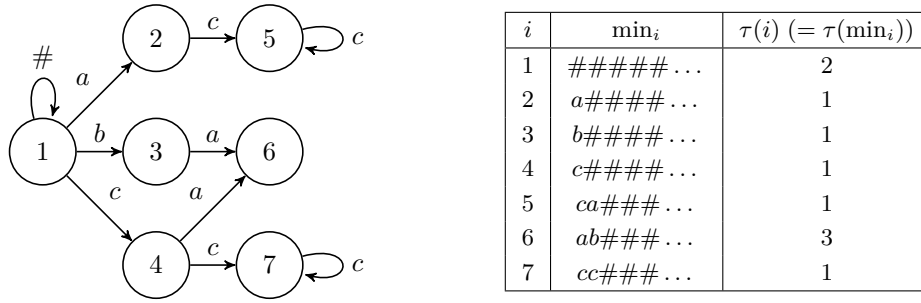 #
a
b
c
c
c
a
a
c
c
1
2
3
4
5
6
7
i min_i τ(i) (= τ(min_i))
1 #####... 2
2 a####... 1
3 b####... 1
4 c####... 1
5 ca###... 1
6 ab###... 3
7 cc###... 1